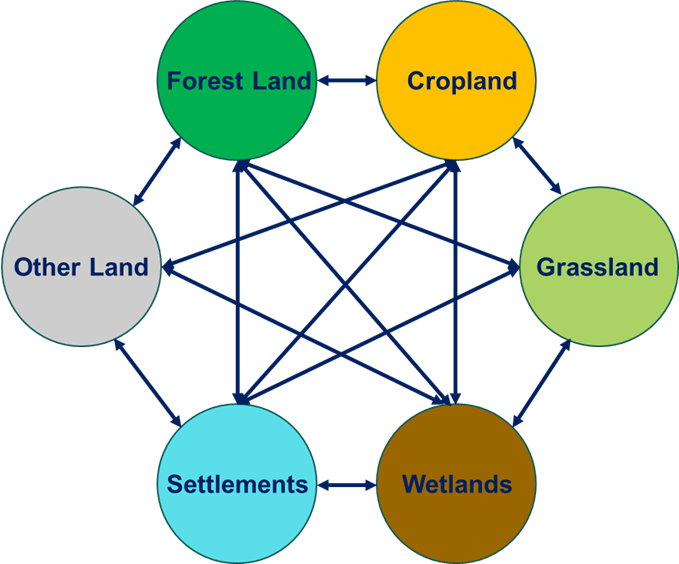 Forest Land
Cropland
Other Land
Grassland
Settlements
Wetlands